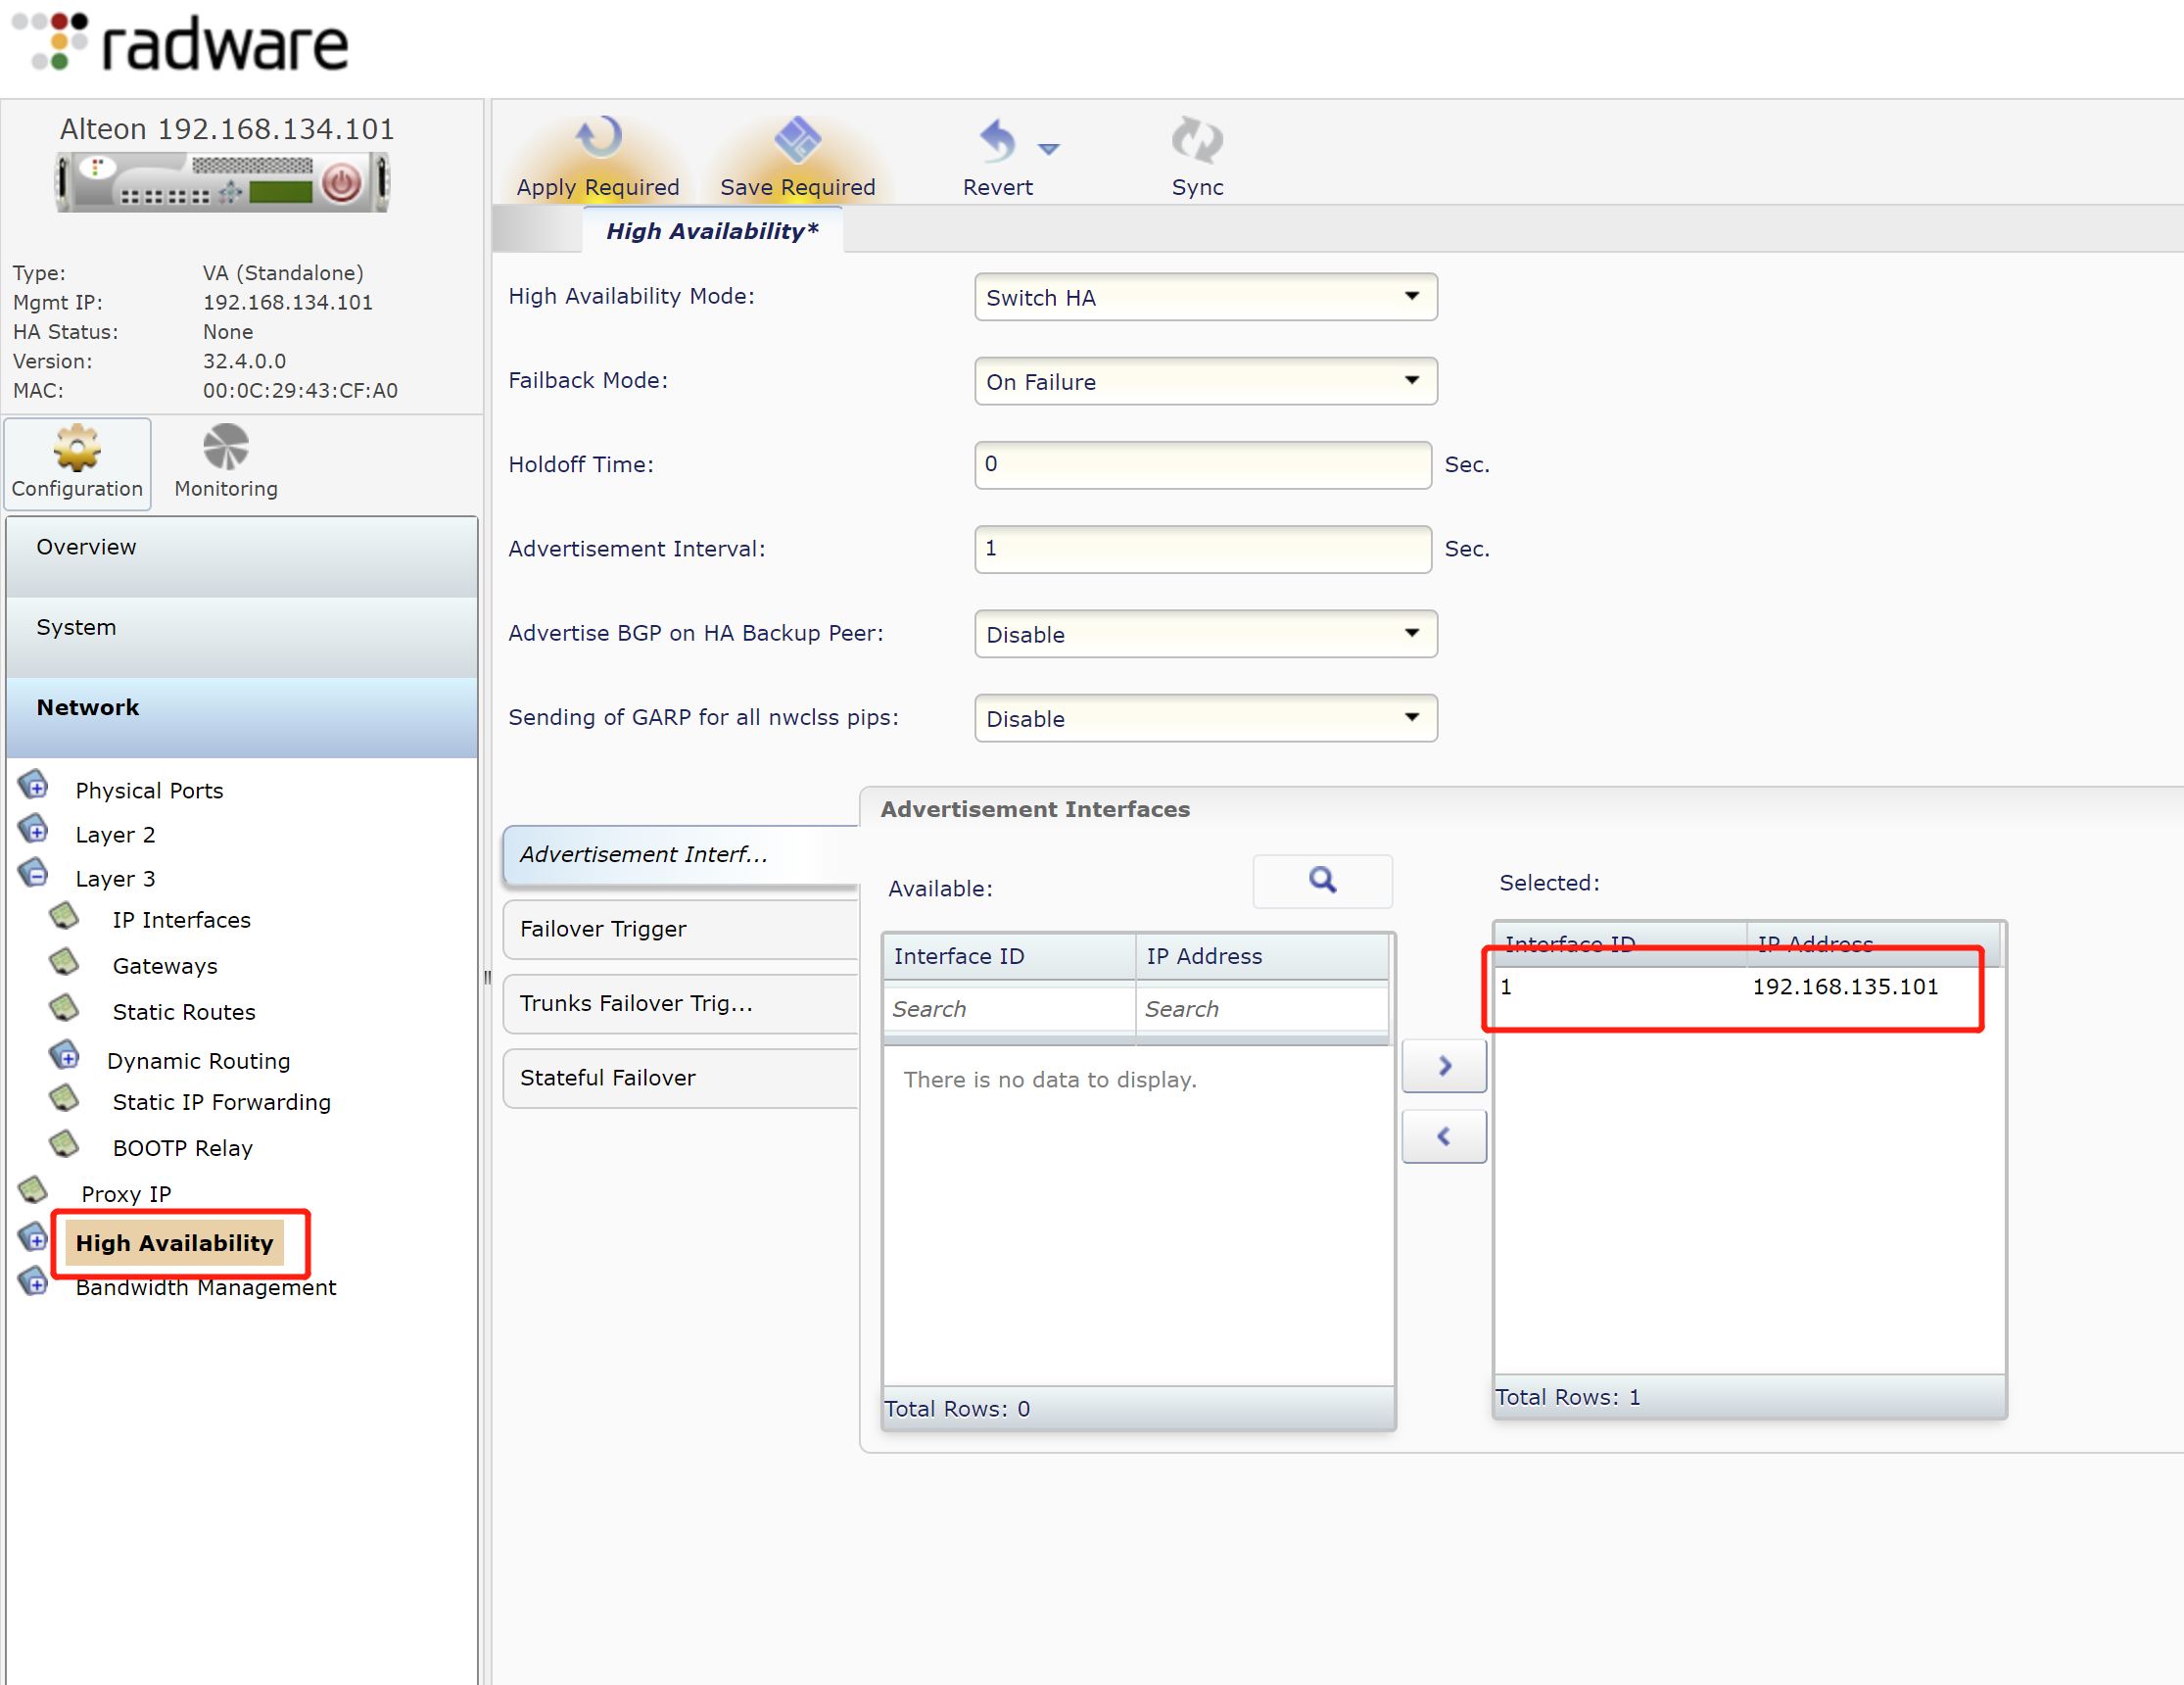 radware
Alteon 192.168.134.101
Type: VA (Standalone)
Mgmt IP: 192.168.134.101
HA Status: None
Version: 32.4.0.0
MAC: 00:0C:29:43:CF:A0
Configuration Monitoring
Overview
System
Network
Physical Ports
Layer 2
Layer 3
IP Interfaces
Gateways
Static Routes
Dynamic Routing
Static IP Forwarding
BOOTP Relay
Proxy IP
High Availability
Bandwidth Management
Apply Required Save Required Revert Sync
High Availability*
High Availability Mode: Switch HA
Failback Mode: On Failure
Holdoff Time: 0 Sec.
Advertisement Interval: 1 Sec.
Advertise BGP on HA Backup Peer: Disable
Sending of GARP for all nwclss pips: Disable
Advertisement Interf...
Failover Trigger
Trunks Failover Trig...
Stateful Failover
Advertisement Interfaces
Available:
Interface ID IP Address
Search Search
There is no data to display.
Total Rows: 0
Selected:
Interface ID IP Address
1 192.168.135.101
Total Rows: 1